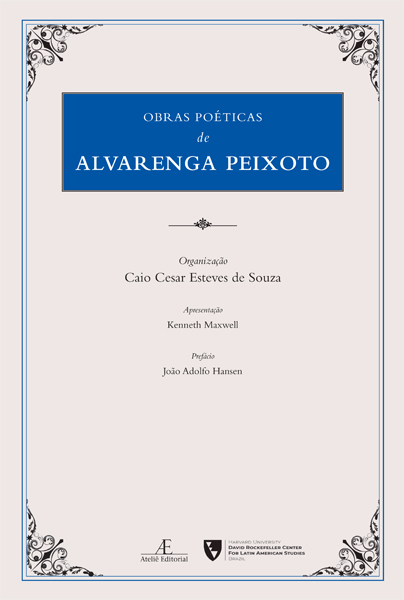 OBRAS POÉTICAS
de
ALVARENGA PEIXOTO
Organização
Caio Cesar Esteves de Souza
Apresentação
Kenneth Maxwell
Prefácio
João Adolfo Hansen
Æ
Ateliê Editorial
HARVARD UNIVERSITY
DAVID ROCKEFELLER CENTER
FOR LATIN AMERICAN STUDIES
BRAZIL